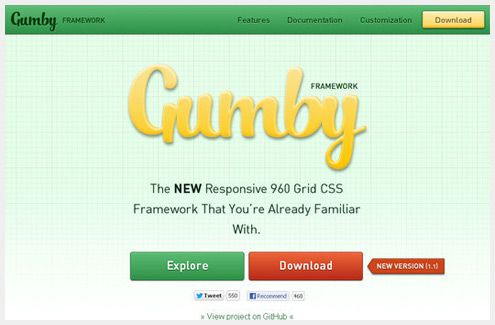 Gumby FRAMEWORK Features Documentation Customization Download
FRAMEWORK
Gumby
The NEW Responsive 960 Grid CSS
Framework That You're Already Familiar
With.
Explore Download NEW VERSION (1.1)
Tweet 550 Recommend 460
» View project on GitHub «